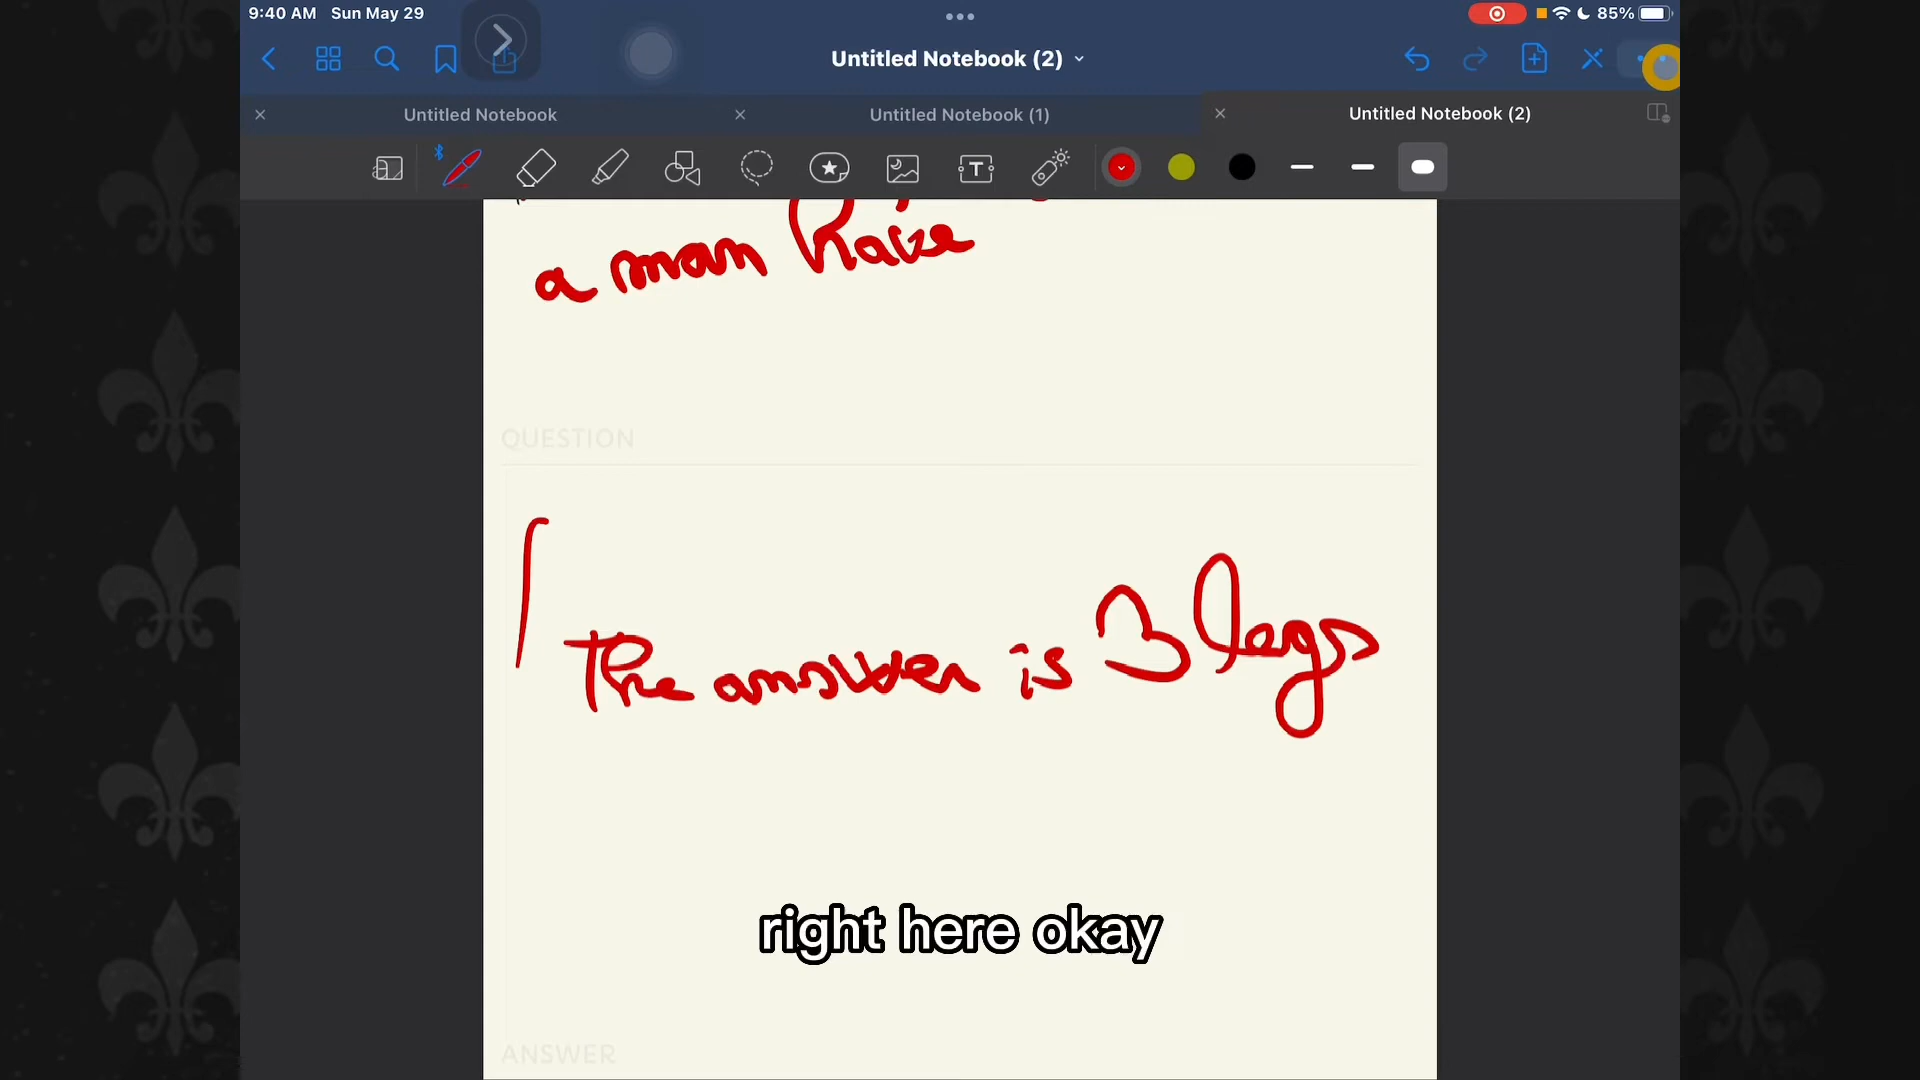 9:40 AM Sun May 29
85%
Untitled Notebook (2)
Untitled Notebook
Untitled Notebook (1)
Untitled Notebook (2)
a man have
QUESTION
the answer is 3 legs
right here okay
ANSWER